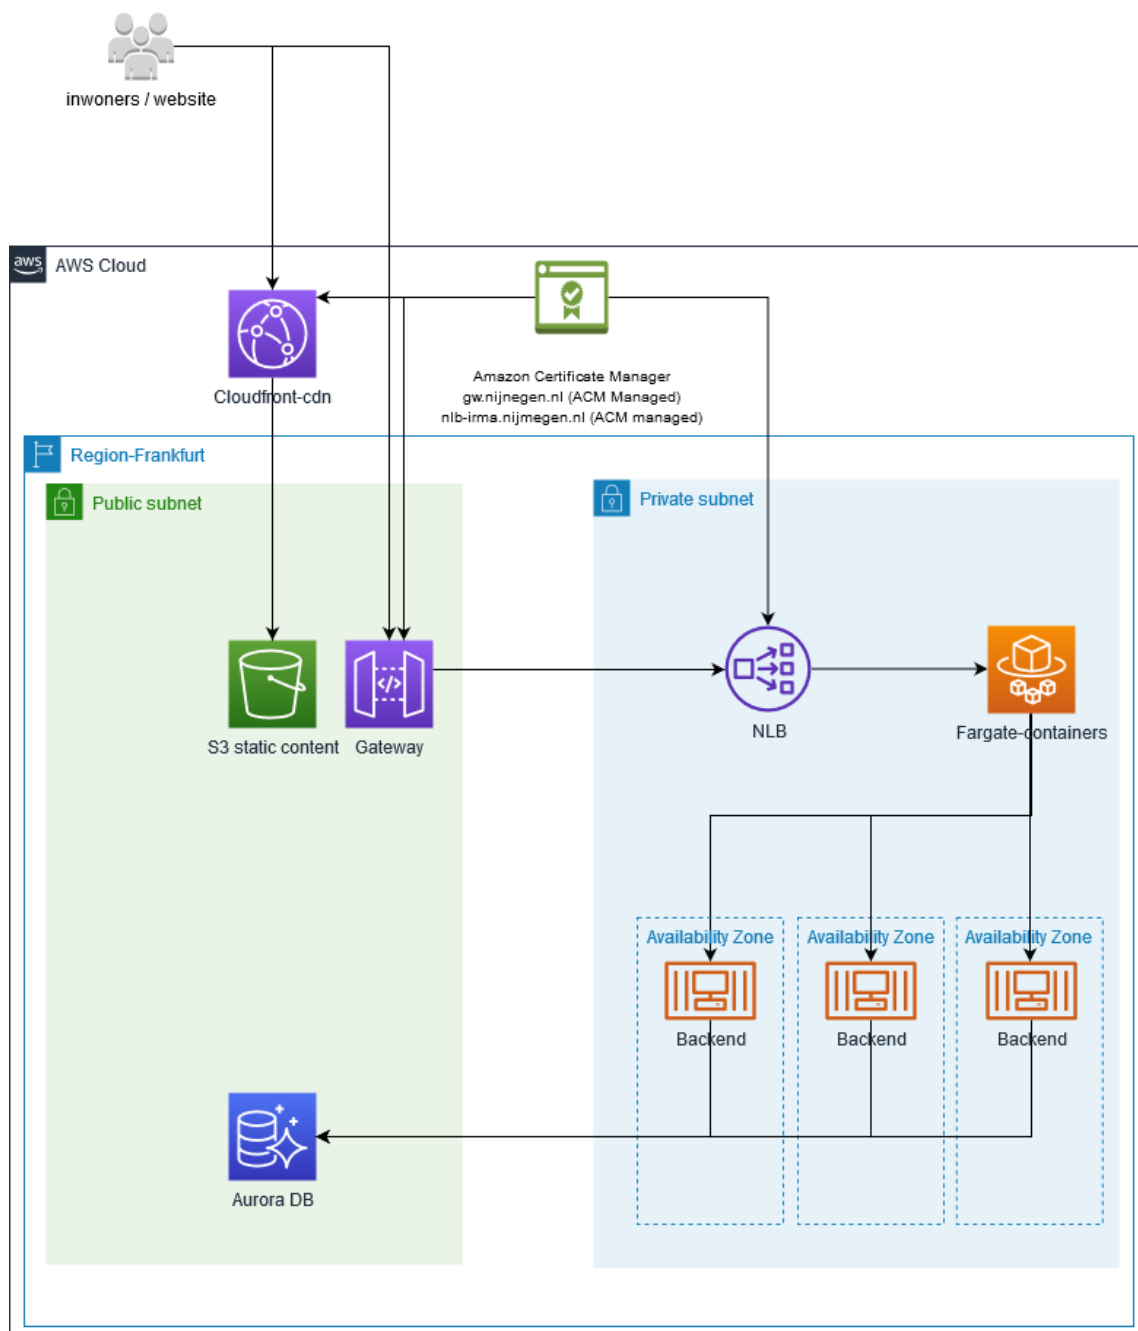 inwoners / website
aws
AWS Cloud
Amazon Certificate Manager
gw.nijnegen.nl (ACM Managed)
nlb-irma.nijmegen.nl (ACM managed)
Cloudfront-cdn
Region-Frankfurt
Public subnet
Private subnet
</>
S3 static content
Gateway
NLB
Fargate-containers
Availability Zone
Availability Zone
Availability Zone
Backend
Backend
Backend
Aurora DB